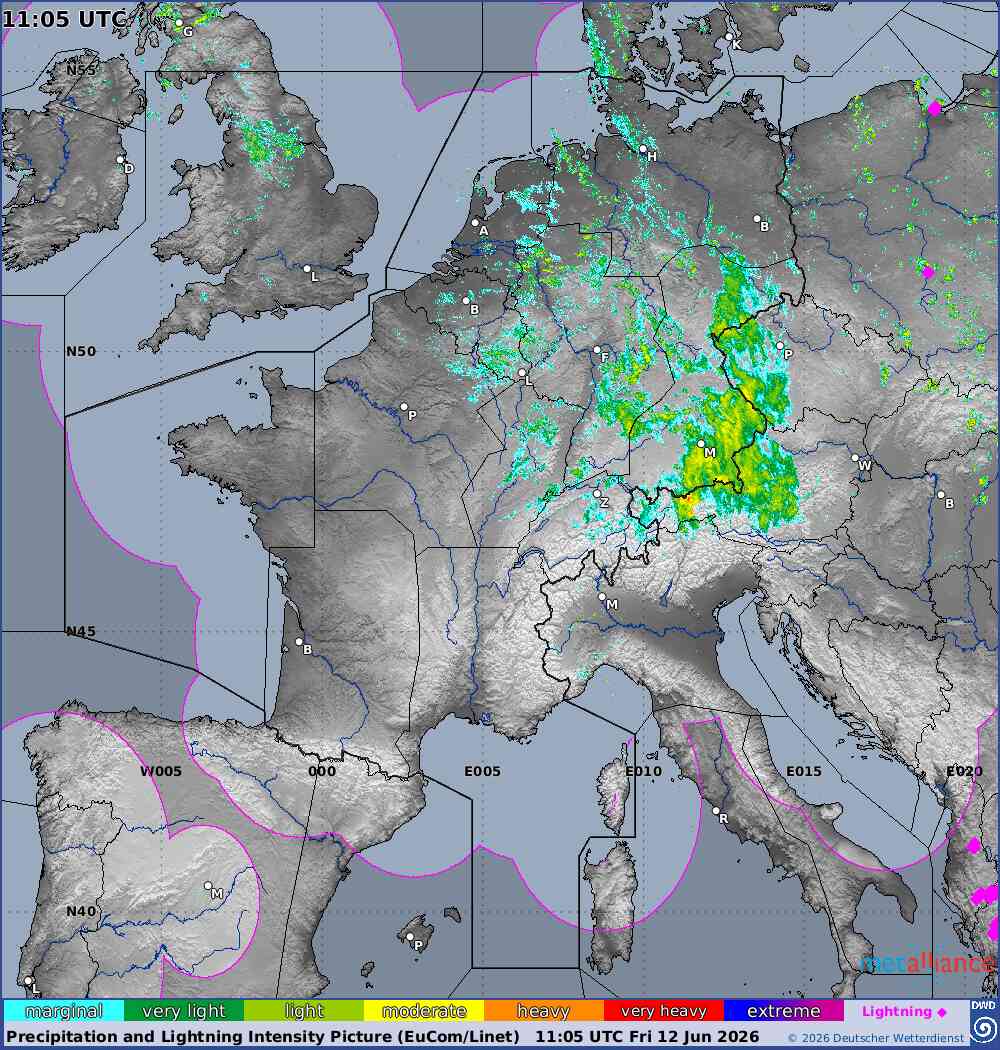 11:05 UTC
G
K
N55
H
D
B
A
L
B
N50
F
P
L
P
M
W
Z
B
M
N45
B
W005 000 E005 E010 E015 E020
R
M
N40
P
metalliance
L
marginal very light light moderate heavy very heavy extreme Lightning
DWD
Precipitation and Lightning Intensity Picture (EuCom/Linet) 11:05 UTC Fri 12 Jun 2026 © 2026 Deutscher Wetterdienst